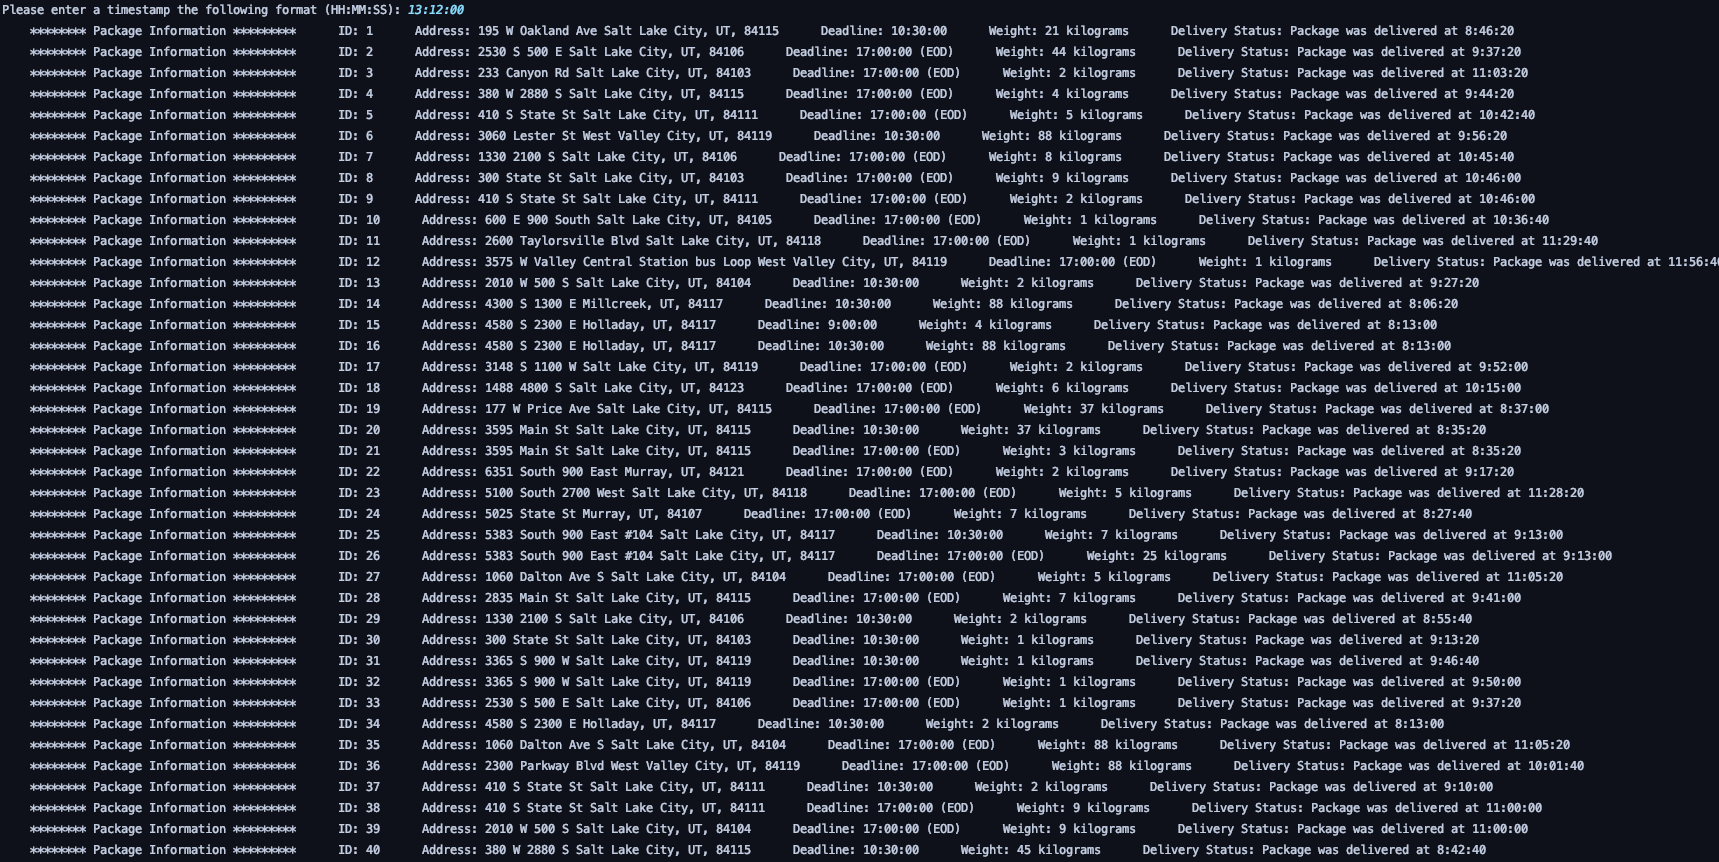 Please enter a timestamp the following format (HH:MM:SS): 13:12:00
******** Package Information ********* ID: 1 Address: 195 W Oakland Ave Salt Lake City, UT, 84115 Deadline: 10:30:00 Weight: 21 kilograms Delivery Status: Package was delivered at 8:46:20
******** Package Information ********* ID: 2 Address: 2530 S 500 E Salt Lake City, UT, 84106 Deadline: 17:00:00 (EOD) Weight: 44 kilograms Delivery Status: Package was delivered at 9:37:20
******** Package Information ********* ID: 3 Address: 233 Canyon Rd Salt Lake City, UT, 84103 Deadline: 17:00:00 (EOD) Weight: 2 kilograms Delivery Status: Package was delivered at 11:03:20
******** Package Information ********* ID: 4 Address: 380 W 2880 S Salt Lake City, UT, 84115 Deadline: 17:00:00 (EOD) Weight: 4 kilograms Delivery Status: Package was delivered at 9:44:20
******** Package Information ********* ID: 5 Address: 410 S State St Salt Lake City, UT, 84111 Deadline: 17:00:00 (EOD) Weight: 5 kilograms Delivery Status: Package was delivered at 10:42:40
******** Package Information ********* ID: 6 Address: 3060 Lester St West Valley City, UT, 84119 Deadline: 10:30:00 Weight: 88 kilograms Delivery Status: Package was delivered at 9:56:20
******** Package Information ********* ID: 7 Address: 1330 2100 S Salt Lake City, UT, 84106 Deadline: 17:00:00 (EOD) Weight: 8 kilograms Delivery Status: Package was delivered at 10:45:40
******** Package Information ********* ID: 8 Address: 300 State St Salt Lake City, UT, 84103 Deadline: 17:00:00 (EOD) Weight: 9 kilograms Delivery Status: Package was delivered at 10:46:00
******** Package Information ********* ID: 9 Address: 410 S State St Salt Lake City, UT, 84111 Deadline: 17:00:00 (EOD) Weight: 2 kilograms Delivery Status: Package was delivered at 10:46:00
******** Package Information ********* ID: 10 Address: 600 E 900 South Salt Lake City, UT, 84105 Deadline: 17:00:00 (EOD) Weight: 1 kilograms Delivery Status: Package was delivered at 10:36:40
******** Package Information ********* ID: 11 Address: 2600 Taylorsville Blvd Salt Lake City, UT, 84118 Deadline: 17:00:00 (EOD) Weight: 1 kilograms Delivery Status: Package was delivered at 11:29:40
******** Package Information ********* ID: 12 Address: 3575 W Valley Central Station bus Loop West Valley City, UT, 84119 Deadline: 17:00:00 (EOD) Weight: 1 kilograms Delivery Status: Package was delivered at 11:56:40
******** Package Information ********* ID: 13 Address: 2010 W 500 S Salt Lake City, UT, 84104 Deadline: 10:30:00 Weight: 2 kilograms Delivery Status: Package was delivered at 9:27:20
******** Package Information ********* ID: 14 Address: 4300 S 1300 E Millcreek, UT, 84117 Deadline: 10:30:00 Weight: 88 kilograms Delivery Status: Package was delivered at 8:06:20
******** Package Information ********* ID: 15 Address: 4580 S 2300 E Holladay, UT, 84117 Deadline: 9:00:00 Weight: 4 kilograms Delivery Status: Package was delivered at 8:13:00
******** Package Information ********* ID: 16 Address: 4580 S 2300 E Holladay, UT, 84117 Deadline: 10:30:00 Weight: 88 kilograms Delivery Status: Package was delivered at 8:13:00
******** Package Information ********* ID: 17 Address: 3148 S 1100 W Salt Lake City, UT, 84119 Deadline: 17:00:00 (EOD) Weight: 2 kilograms Delivery Status: Package was delivered at 9:52:00
******** Package Information ********* ID: 18 Address: 1488 4800 S Salt Lake City, UT, 84123 Deadline: 17:00:00 (EOD) Weight: 6 kilograms Delivery Status: Package was delivered at 10:15:00
******** Package Information ********* ID: 19 Address: 177 W Price Ave Salt Lake City, UT, 84115 Deadline: 17:00:00 (EOD) Weight: 37 kilograms Delivery Status: Package was delivered at 8:37:00
******** Package Information ********* ID: 20 Address: 3595 Main St Salt Lake City, UT, 84115 Deadline: 10:30:00 Weight: 37 kilograms Delivery Status: Package was delivered at 8:35:20
******** Package Information ********* ID: 21 Address: 3595 Main St Salt Lake City, UT, 84115 Deadline: 17:00:00 (EOD) Weight: 3 kilograms Delivery Status: Package was delivered at 8:35:20
******** Package Information ********* ID: 22 Address: 6351 South 900 East Murray, UT, 84121 Deadline: 17:00:00 (EOD) Weight: 2 kilograms Delivery Status: Package was delivered at 9:17:20
******** Package Information ********* ID: 23 Address: 5100 South 2700 West Salt Lake City, UT, 84118 Deadline: 17:00:00 (EOD) Weight: 5 kilograms Delivery Status: Package was delivered at 11:28:20
******** Package Information ********* ID: 24 Address: 5025 State St Murray, UT, 84107 Deadline: 17:00:00 (EOD) Weight: 7 kilograms Delivery Status: Package was delivered at 8:27:40
******** Package Information ********* ID: 25 Address: 5383 South 900 East #104 Salt Lake City, UT, 84117 Deadline: 10:30:00 Weight: 7 kilograms Delivery Status: Package was delivered at 9:13:00
******** Package Information ********* ID: 26 Address: 5383 South 900 East #104 Salt Lake City, UT, 84117 Deadline: 17:00:00 (EOD) Weight: 25 kilograms Delivery Status: Package was delivered at 9:13:00
******** Package Information ********* ID: 27 Address: 1060 Dalton Ave S Salt Lake City, UT, 84104 Deadline: 17:00:00 (EOD) Weight: 5 kilograms Delivery Status: Package was delivered at 11:05:20
******** Package Information ********* ID: 28 Address: 2835 Main St Salt Lake City, UT, 84115 Deadline: 17:00:00 (EOD) Weight: 7 kilograms Delivery Status: Package was delivered at 9:41:00
******** Package Information ********* ID: 29 Address: 1330 2100 S Salt Lake City, UT, 84106 Deadline: 10:30:00 Weight: 2 kilograms Delivery Status: Package was delivered at 8:55:40
******** Package Information ********* ID: 30 Address: 300 State St Salt Lake City, UT, 84103 Deadline: 10:30:00 Weight: 1 kilograms Delivery Status: Package was delivered at 9:13:20
******** Package Information ********* ID: 31 Address: 3365 S 900 W Salt Lake City, UT, 84119 Deadline: 10:30:00 Weight: 1 kilograms Delivery Status: Package was delivered at 9:46:40
******** Package Information ********* ID: 32 Address: 3365 S 900 W Salt Lake City, UT, 84119 Deadline: 17:00:00 (EOD) Weight: 1 kilograms Delivery Status: Package was delivered at 9:50:00
******** Package Information ********* ID: 33 Address: 2530 S 500 E Salt Lake City, UT, 84106 Deadline: 17:00:00 (EOD) Weight: 1 kilograms Delivery Status: Package was delivered at 9:37:20
******** Package Information ********* ID: 34 Address: 4580 S 2300 E Holladay, UT, 84117 Deadline: 10:30:00 Weight: 2 kilograms Delivery Status: Package was delivered at 8:13:00
******** Package Information ********* ID: 35 Address: 1060 Dalton Ave S Salt Lake City, UT, 84104 Deadline: 17:00:00 (EOD) Weight: 88 kilograms Delivery Status: Package was delivered at 11:05:20
******** Package Information ********* ID: 36 Address: 2300 Parkway Blvd West Valley City, UT, 84119 Deadline: 17:00:00 (EOD) Weight: 88 kilograms Delivery Status: Package was delivered at 10:01:40
******** Package Information ********* ID: 37 Address: 410 S State St Salt Lake City, UT, 84111 Deadline: 10:30:00 Weight: 2 kilograms Delivery Status: Package was delivered at 9:10:00
******** Package Information ********* ID: 38 Address: 410 S State St Salt Lake City, UT, 84111 Deadline: 17:00:00 (EOD) Weight: 9 kilograms Delivery Status: Package was delivered at 11:00:00
******** Package Information ********* ID: 39 Address: 2010 W 500 S Salt Lake City, UT, 84104 Deadline: 17:00:00 (EOD) Weight: 9 kilograms Delivery Status: Package was delivered at 11:00:00
******** Package Information ********* ID: 40 Address: 380 W 2880 S Salt Lake City, UT, 84115 Deadline: 10:30:00 Weight: 45 kilograms Delivery Status: Package was delivered at 8:42:40